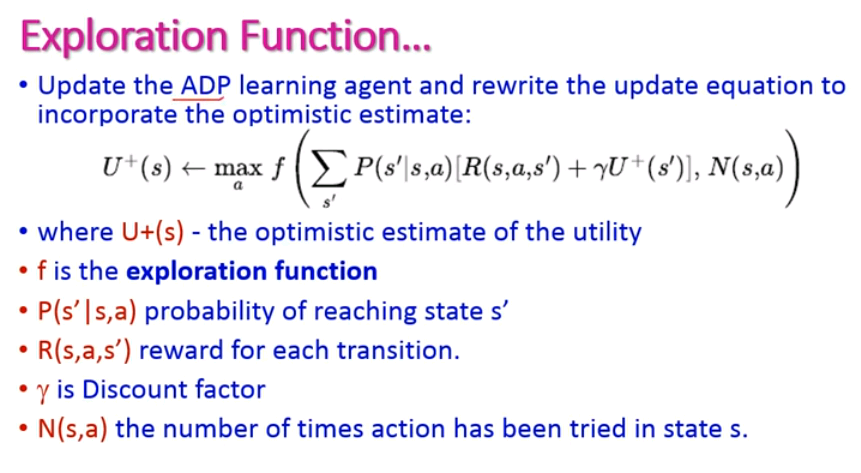 Exploration Function...
• Update the ADP learning agent and rewrite the update equation to
incorporate the optimistic estimate:
U⁺(s) ← max_a f ( ∑_{s′} P(s′|s,a)[R(s,a,s′) + γU⁺(s′)], N(s,a) )
• where U+(s) - the optimistic estimate of the utility
• f is the exploration function
• P(s′|s,a) probability of reaching state s′
• R(s,a,s′) reward for each transition.
• γ is Discount factor
• N(s,a) the number of times action has been tried in state s.